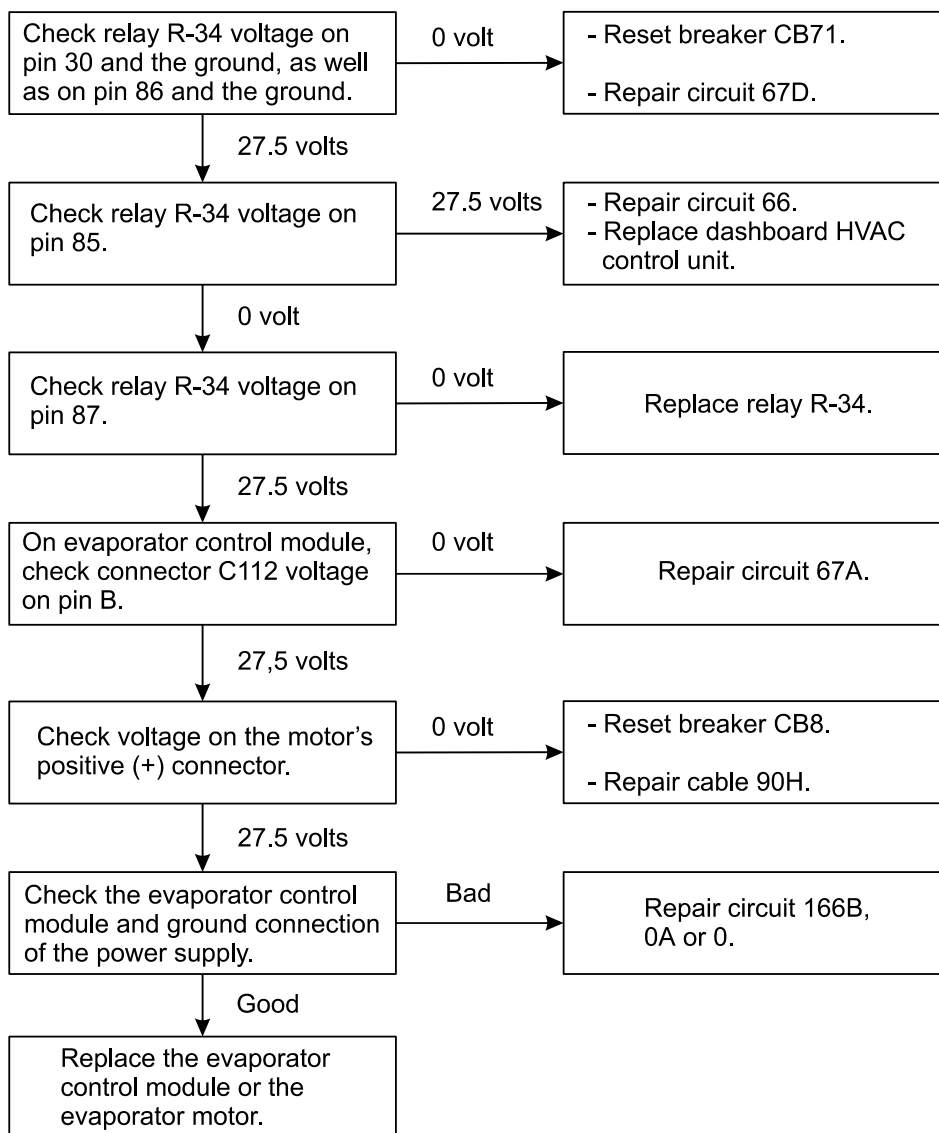 Check relay R-34 voltage on
pin 30 and the ground, as well
as on pin 86 and the ground.
0 volt
- Reset breaker CB71.
- Repair circuit 67D.
27.5 volts
Check relay R-34 voltage on
pin 85.
27.5 volts
- Repair circuit 66.
- Replace dashboard HVAC
control unit.
0 volt
Check relay R-34 voltage on
pin 87.
0 volt
Replace relay R-34.
27.5 volts
On evaporator control module,
check connector C112 voltage
on pin B.
0 volt
Repair circuit 67A.
27,5 volts
Check voltage on the motor's
positive (+) connector.
0 volt
- Reset breaker CB8.
- Repair cable 90H.
27.5 volts
Check the evaporator control
module and ground connection
of the power supply.
Bad
Repair circuit 166B,
0A or 0.
Good
Replace the evaporator
control module or the
evaporator motor.